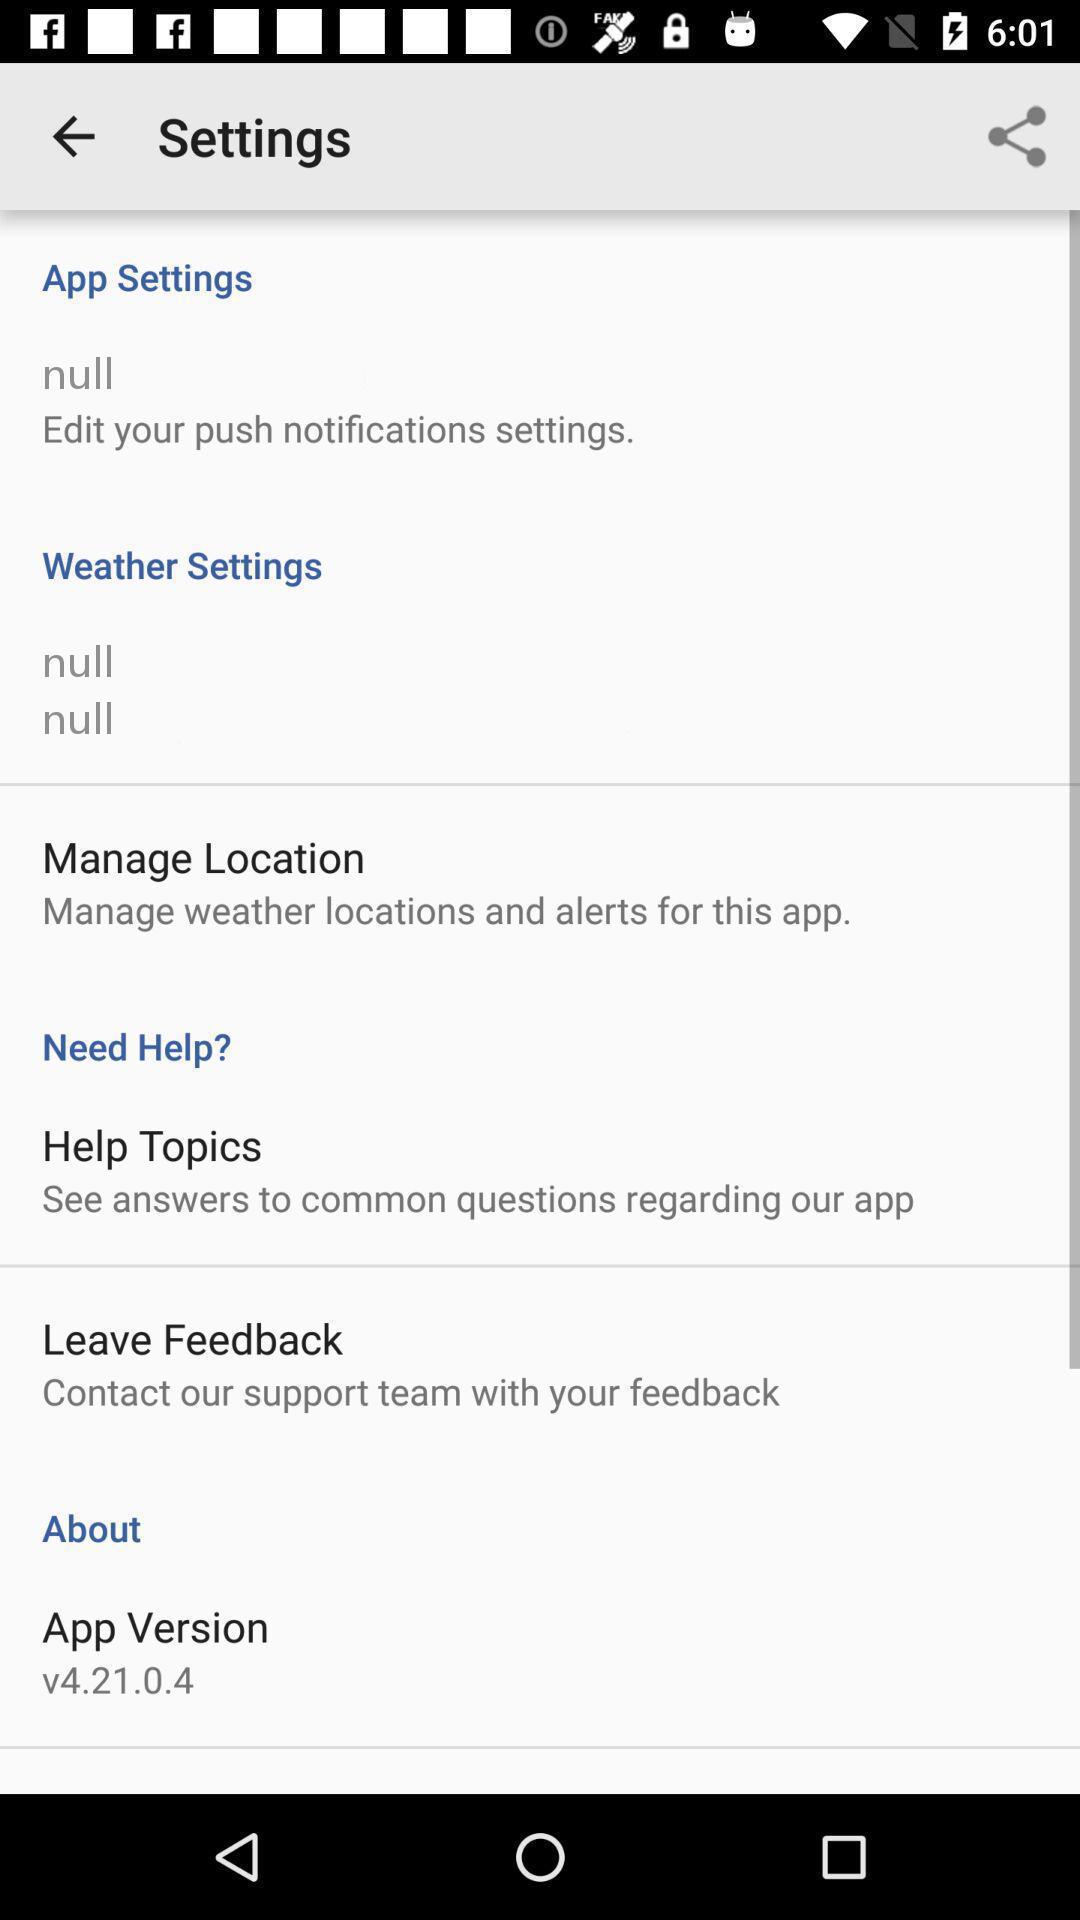 FAKE
6:01
Settings
App Settings
null
Edit your push notifications settings.
Weather Settings
null
null
Manage Location
Manage weather locations and alerts for this app.
Need Help?
Help Topics
See answers to common questions regarding our app
Leave Feedback
Contact our support team with your feedback
About
App Version
v4.21.0.4